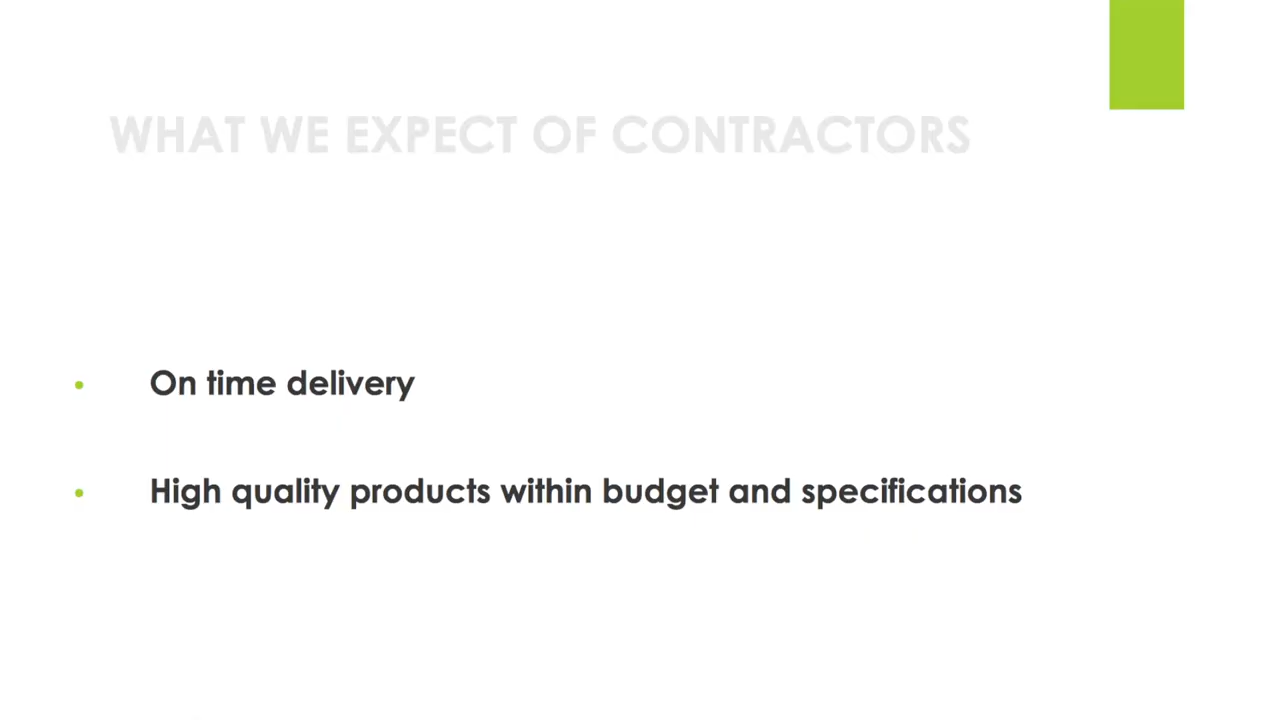 WHAT WE EXPECT OF CONTRACTORS
• On time delivery
• High quality products within budget and specifications